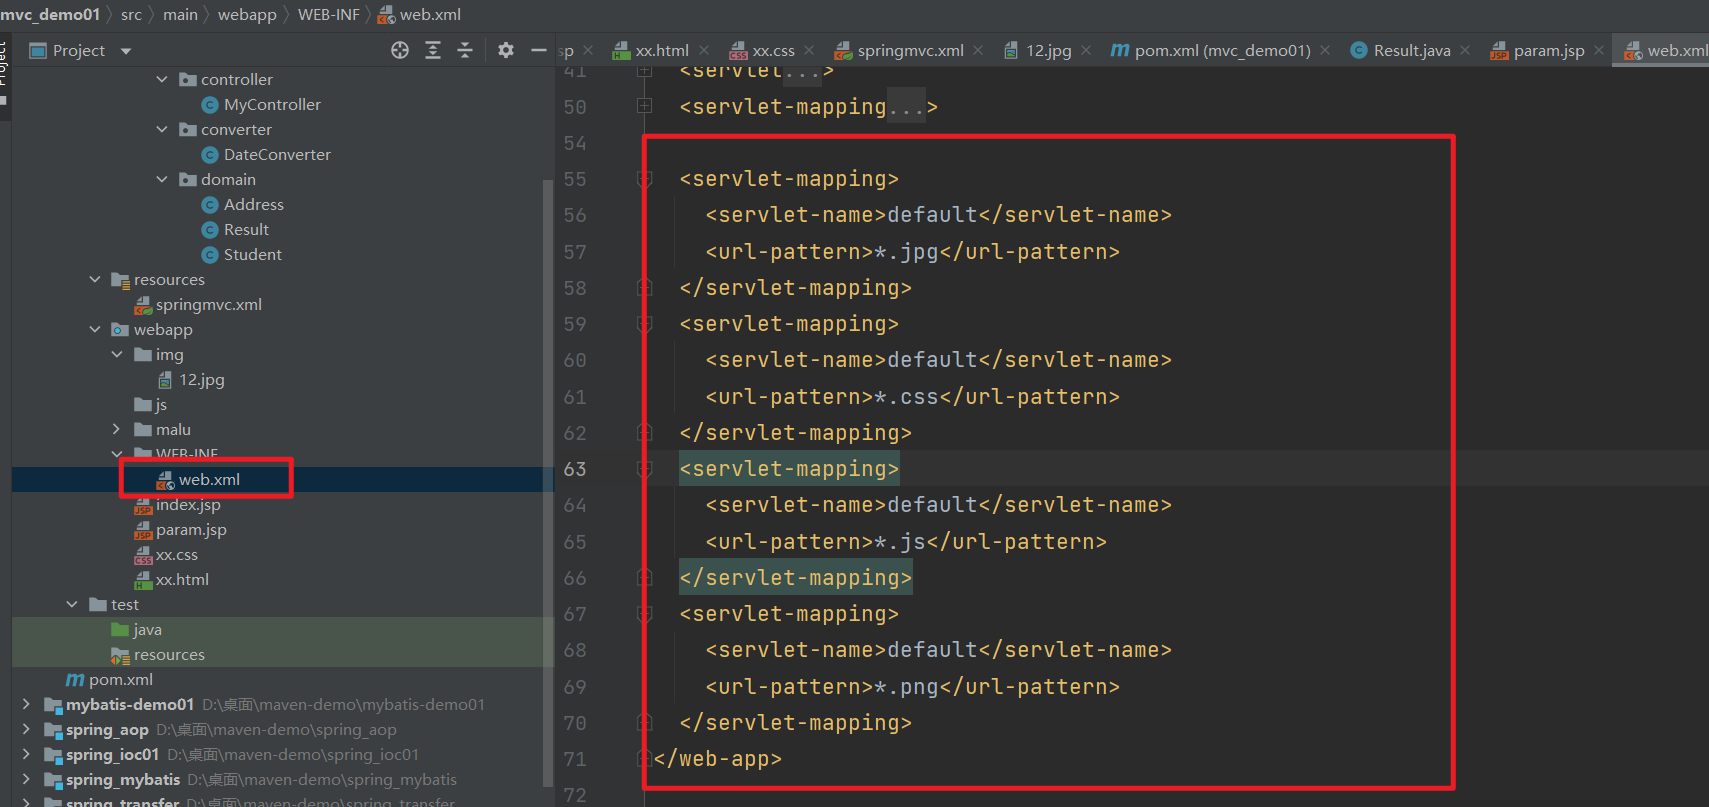 mvc_demo01 src main webapp WEB-INF web.xml
Project
sp xx.html xx.css springmvc.xml 12.jpg pom.xml (mvc_demo01) Result.java param.jsp web.xml
controller
MyController
converter
DateConverter
domain
Address
Result
Student
resources
springmvc.xml
webapp
img
12.jpg
js
malu
WEB-INF
web.xml
index.jsp
param.jsp
xx.css
xx.html
test
java
resources
pom.xml
mybatis-demo01 D:\桌面\maven-demo\mybatis-demo01
spring_aop D:\桌面\maven-demo\spring_aop
spring_ioc01 D:\桌面\maven-demo\spring_ioc01
spring_mybatis D:\桌面\maven-demo\spring_mybatis
spring_transfer D:\桌面\maven-demo\spring_transfer
41 <servlet...>
50 <servlet-mapping...>
54
55 <servlet-mapping>
56 <servlet-name>default</servlet-name>
57 <url-pattern>*.jpg</url-pattern>
58 </servlet-mapping>
59 <servlet-mapping>
60 <servlet-name>default</servlet-name>
61 <url-pattern>*.css</url-pattern>
62 </servlet-mapping>
63 <servlet-mapping>
64 <servlet-name>default</servlet-name>
65 <url-pattern>*.js</url-pattern>
66 </servlet-mapping>
67 <servlet-mapping>
68 <servlet-name>default</servlet-name>
69 <url-pattern>*.png</url-pattern>
70 </servlet-mapping>
71 </web-app>
72